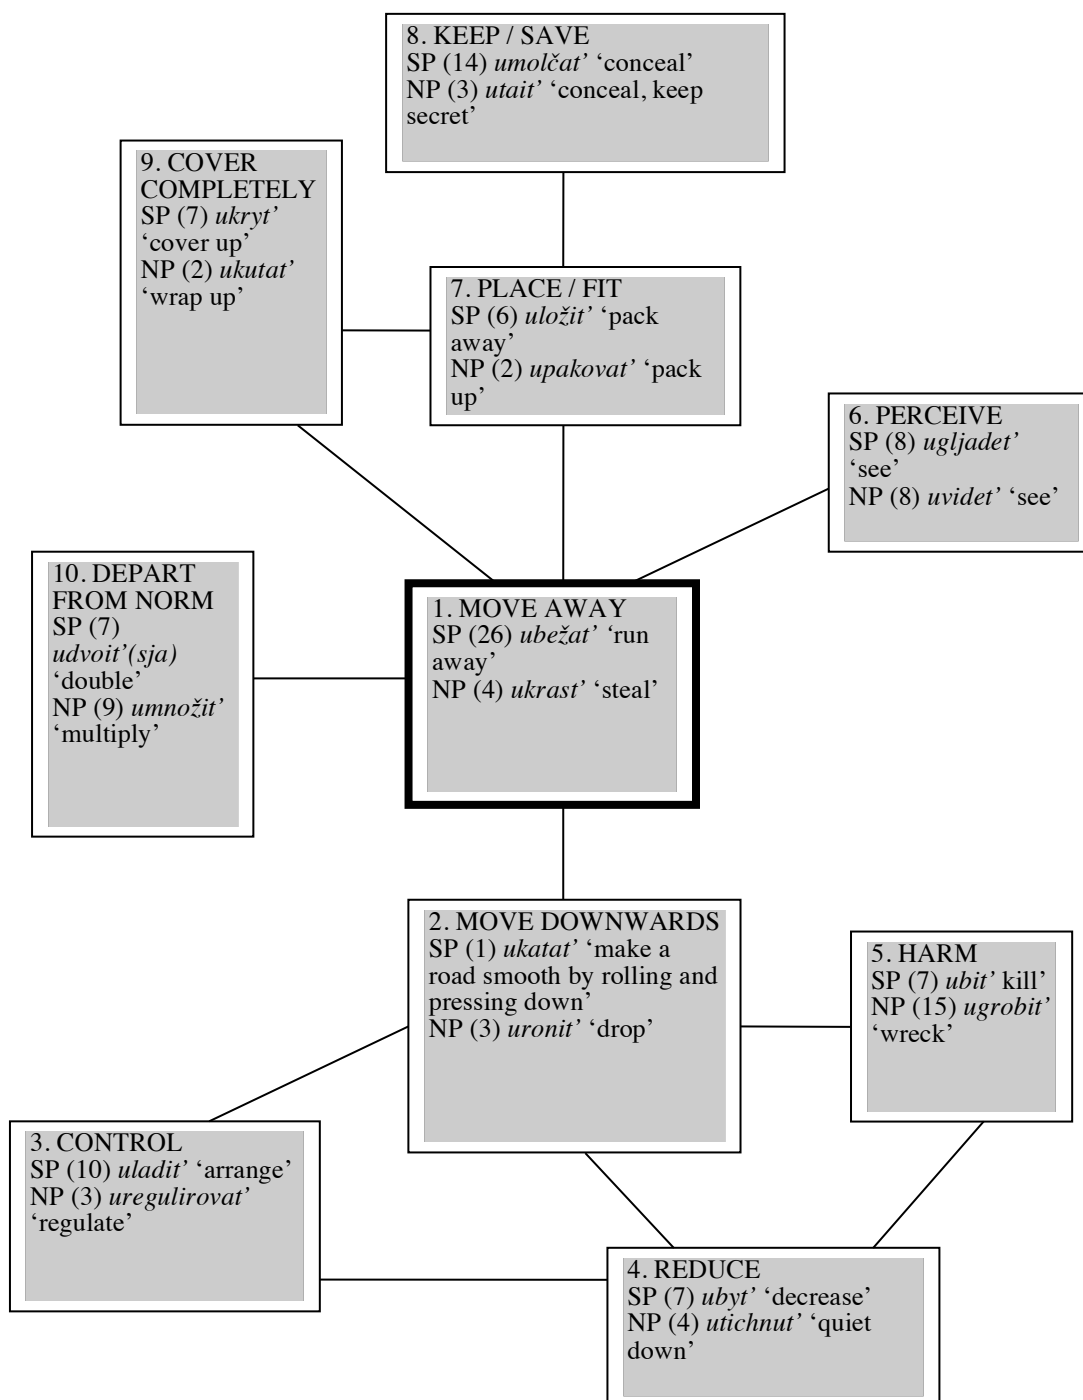 8. KEEP / SAVE
SP (14) umolčat’ ‘conceal’
NP (3) utait’ ‘conceal, keep
secret’
9. COVER
COMPLETELY
SP (7) ukryt’
‘cover up’
NP (2) ukutat’
‘wrap up’
7. PLACE / FIT
SP (6) uložit’ ‘pack
away’
NP (2) upakovat’ ‘pack
up’
6. PERCEIVE
SP (8) ugljadet’
‘see’
NP (8) uvidet’ ‘see’
10. DEPART
FROM NORM
SP (7)
udvoit’(sja)
‘double’
NP (9) umnožit’
‘multiply’
1. MOVE AWAY
SP (26) ubežat’ ‘run
away’
NP (4) ukrast’ ‘steal’
2. MOVE DOWNWARDS
SP (1) ukatat’ ‘make a
road smooth by rolling and
pressing down’
NP (3) uronit’ ‘drop’
5. HARM
SP (7) ubit’ kill’
NP (15) ugrobit’
‘wreck’
3. CONTROL
SP (10) uladit’ ‘arrange’
NP (3) uregulirovat’
‘regulate’
4. REDUCE
SP (7) ubyt’ ‘decrease’
NP (4) utichnut’ ‘quiet
down’